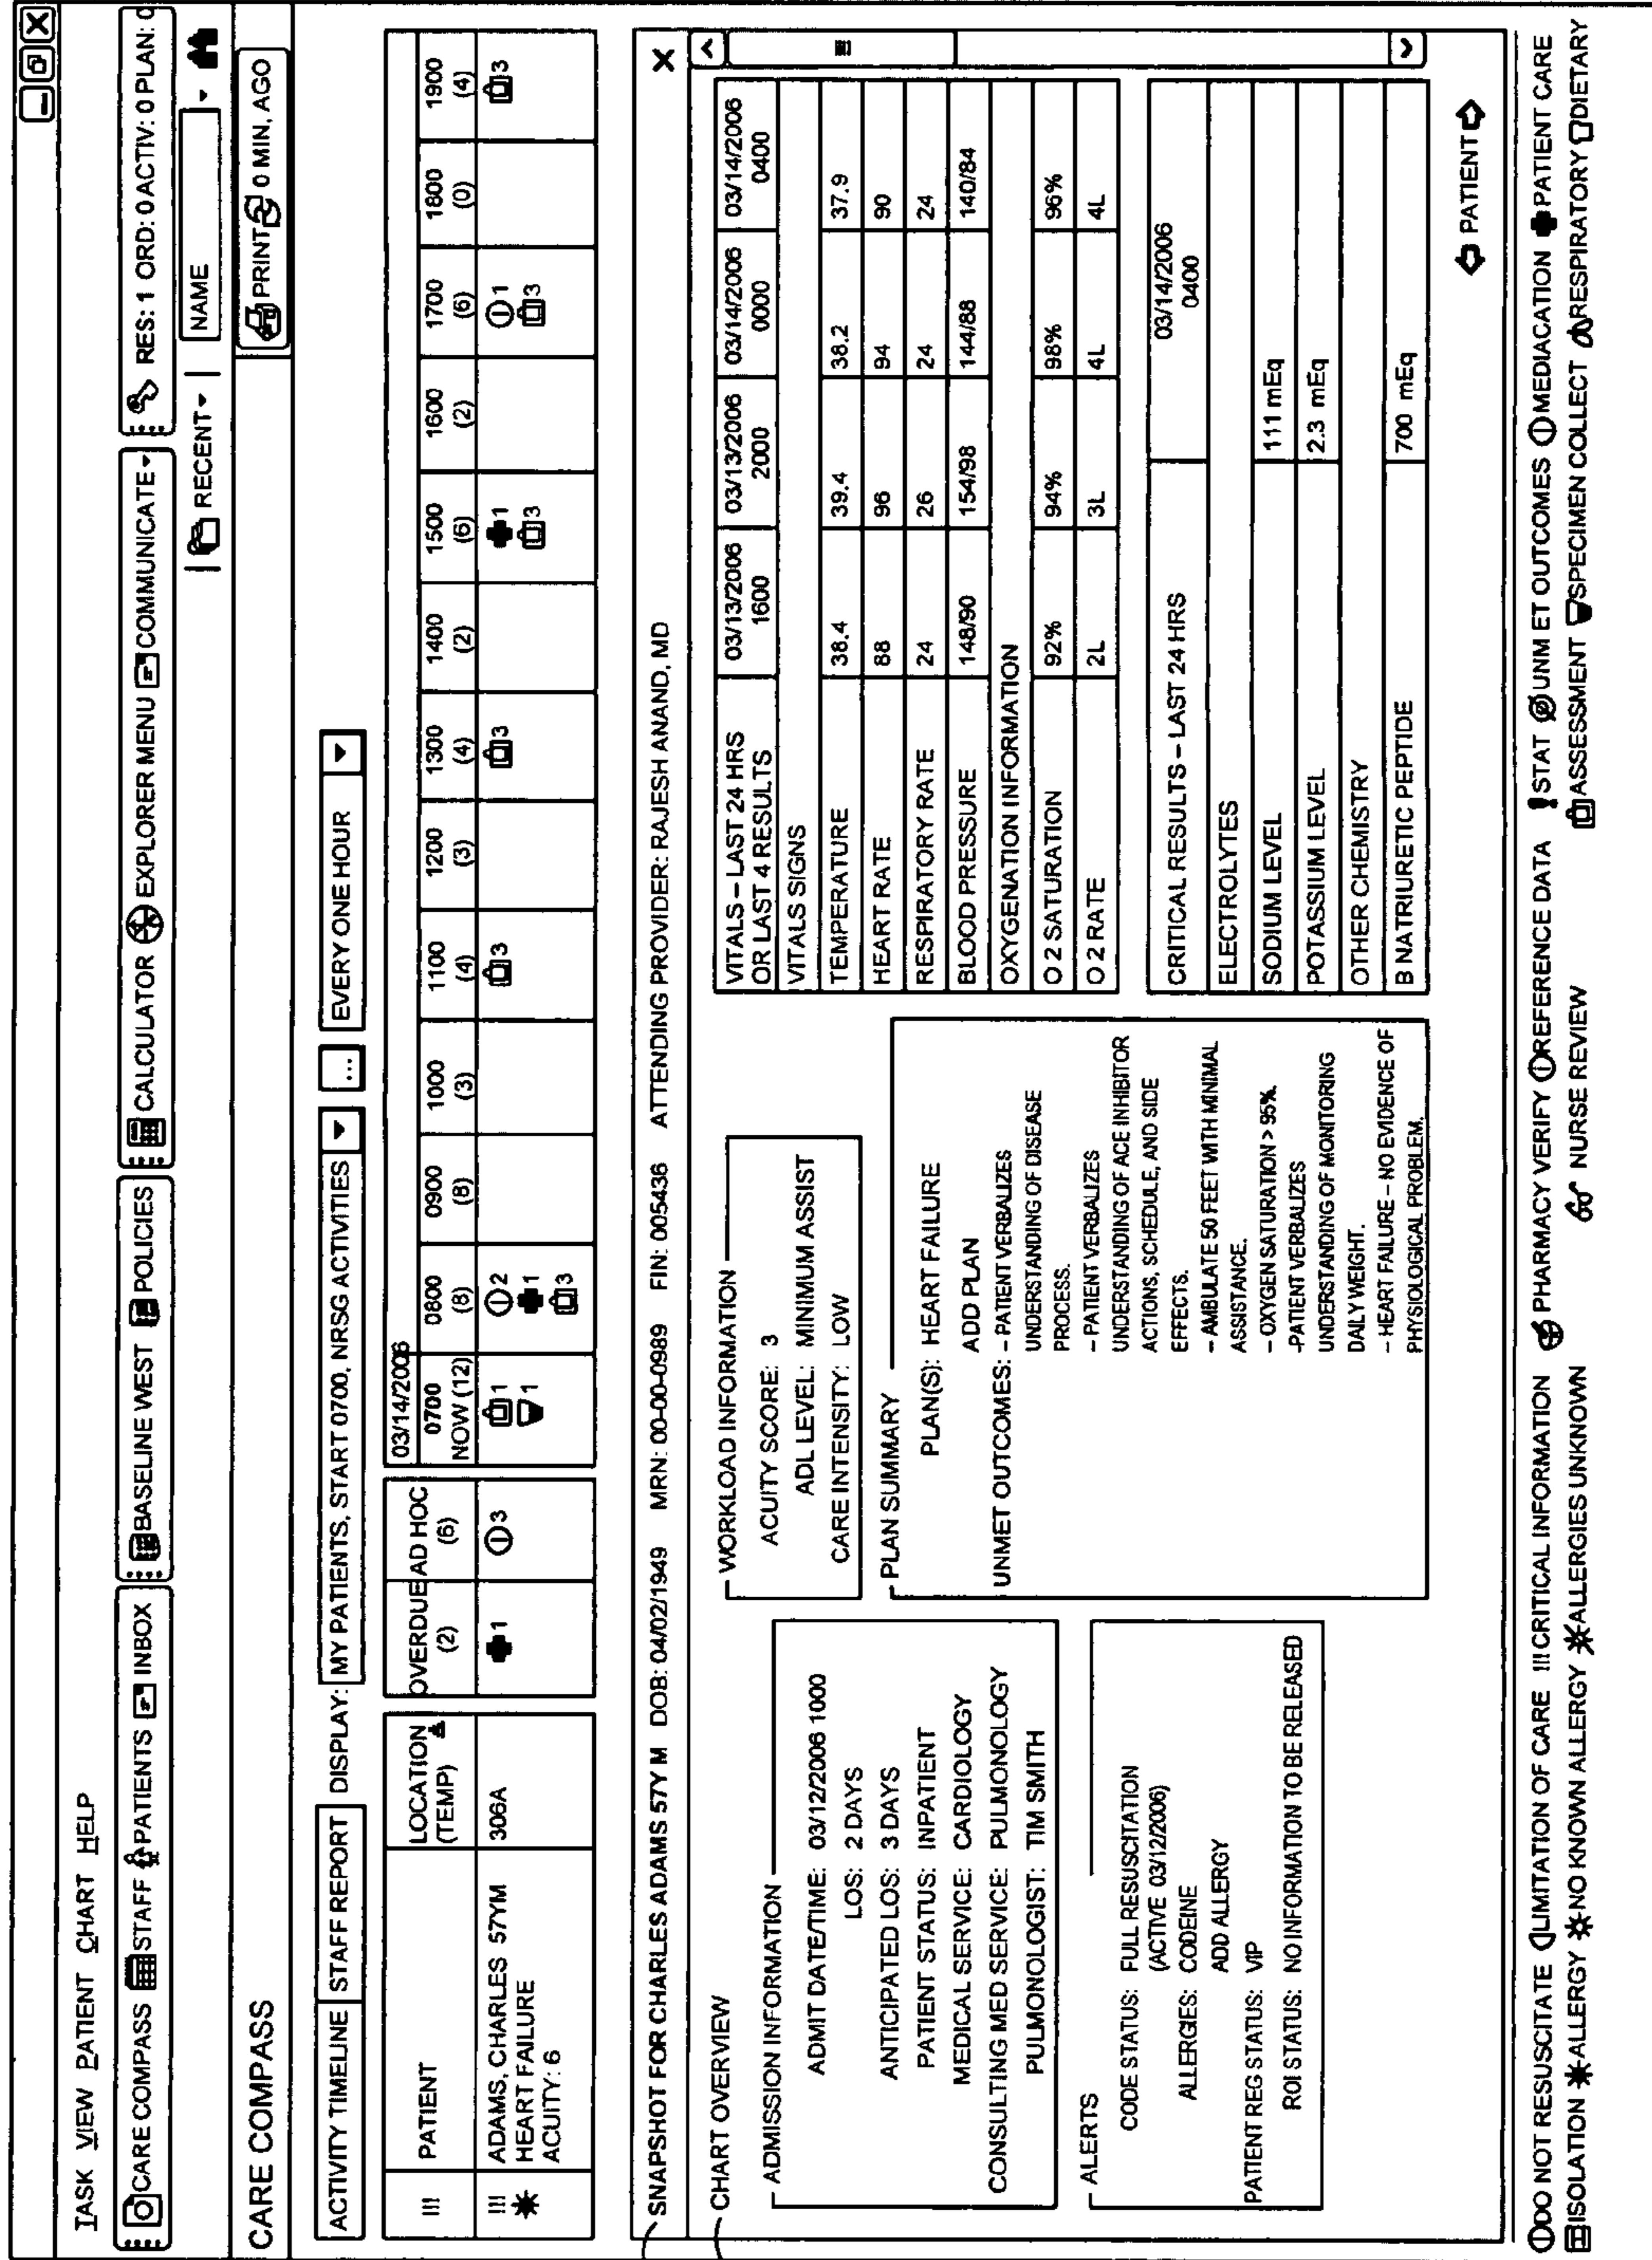 TASK VIEW PATIENT CHART HELP
CARE COMPASS STAFF PATIENTS INBOX BASELINE WEST POLICIES CALCULATOR EXPLORER MENU COMMUNICATE RES: 1 ORD: 0 ACTIV: 0 PLAN: 0
RECENT NAME
CARE COMPASS PRINT 0 MIN, AGO
ACTIVITY TIMELINE STAFF REPORT DISPLAY: MY PATIENTS, START 0700, NRSG ACTIVITIES ... EVERY ONE HOUR
03/14/2006
!!! PATIENT LOCATION OVERDUE AD HOC 0700 0800 0900 1000 1100 1200 1300 1400 1500 1600 1700 1800 1900
(TEMP) (2) (6) NOW (12) (8) (8) (3) (4) (3) (4) (2) (6) (2) (6) (0) (4)
!!! ADAMS, CHARLES 57YM 306A 1 3 1 2 3 3 1 1 3
HEART FAILURE 1 1 3 3
ACUITY: 6 3
SNAPSHOT FOR CHARLES ADAMS 57Y M DOB: 04/02/1949 MRN: 00-00-0989 FIN: 005436 ATTENDING PROVIDER: RAJESH ANAND, MD X
CHART OVERVIEW
ADMISSION INFORMATION
ADMIT DATE/TIME: 03/12/2006 1000
LOS: 2 DAYS
ANTICIPATED LOS: 3 DAYS
PATIENT STATUS: INPATIENT
MEDICAL SERVICE: CARDIOLOGY
CONSULTING MED SERVICE: PULMONOLOGY
PULMONOLOGIST: TIM SMITH
ALERTS
CODE STATUS: FULL RESUSCITATION
(ACTIVE 03/12/2006)
ALLERGIES: CODEINE
ADD ALLERGY
PATIENT REG STATUS: VIP
ROI STATUS: NO INFORMATION TO BE RELEASED
WORKLOAD INFORMATION
ACUITY SCORE: 3
ADL LEVEL: MINIMUM ASSIST
CARE INTENSITY: LOW
PLAN SUMMARY
PLAN(S): HEART FAILURE
ADD PLAN
UNMET OUTCOMES: – PATIENT VERBALIZES
UNDERSTANDING OF DISEASE
PROCESS.
– PATIENT VERBALIZES
UNDERSTANDING OF ACE INHIBITOR
ACTIONS, SCHEDULE, AND SIDE
EFFECTS.
– AMBULATE 50 FEET WITH MINIMAL
ASSISTANCE.
– OXYGEN SATURATION > 95%.
-PATIENT VERBALIZES
UNDERSTANDING OF MONITORING
DAILY WEIGHT.
– HEART FAILURE – NO EVIDENCE OF
PHYSIOLOGICAL PROBLEM.
VITALS – LAST 24 HRS 03/13/2006 03/13/2006 03/14/2006 03/14/2006
OR LAST 4 RESULTS 1600 2000 0000 0400
VITALS SIGNS
TEMPERATURE 38.4 39.4 38.2 37.9
HEART RATE 88 96 94 90
RESPIRATORY RATE 24 26 24 24
BLOOD PRESSURE 148/90 154/98 144/88 140/84
OXYGENATION INFORMATION
O 2 SATURATION 92% 94% 98% 96%
O 2 RATE 2L 3L 4L 4L
CRITICAL RESULTS – LAST 24 HRS 03/14/2006
0400
ELECTROLYTES
SODIUM LEVEL 111 mEq
POTASSIUM LEVEL 2.3 mEq
OTHER CHEMISTRY
B NATRIURETIC PEPTIDE 700 mEq
PATIENT
DO NOT RESUSCITATE LIMITATION OF CARE !!! CRITICAL INFORMATION PHARMACY VERIFY REFERENCE DATA ! STAT UNM ET OUTCOMES MEDIACATION PATIENT CARE
ISOLATION ALLERGY NO KNOWN ALLERGY ALLERGIES UNKNOWN NURSE REVIEW ASSESSMENT SPECIMEN COLLECT RESPIRATORY DIETARY